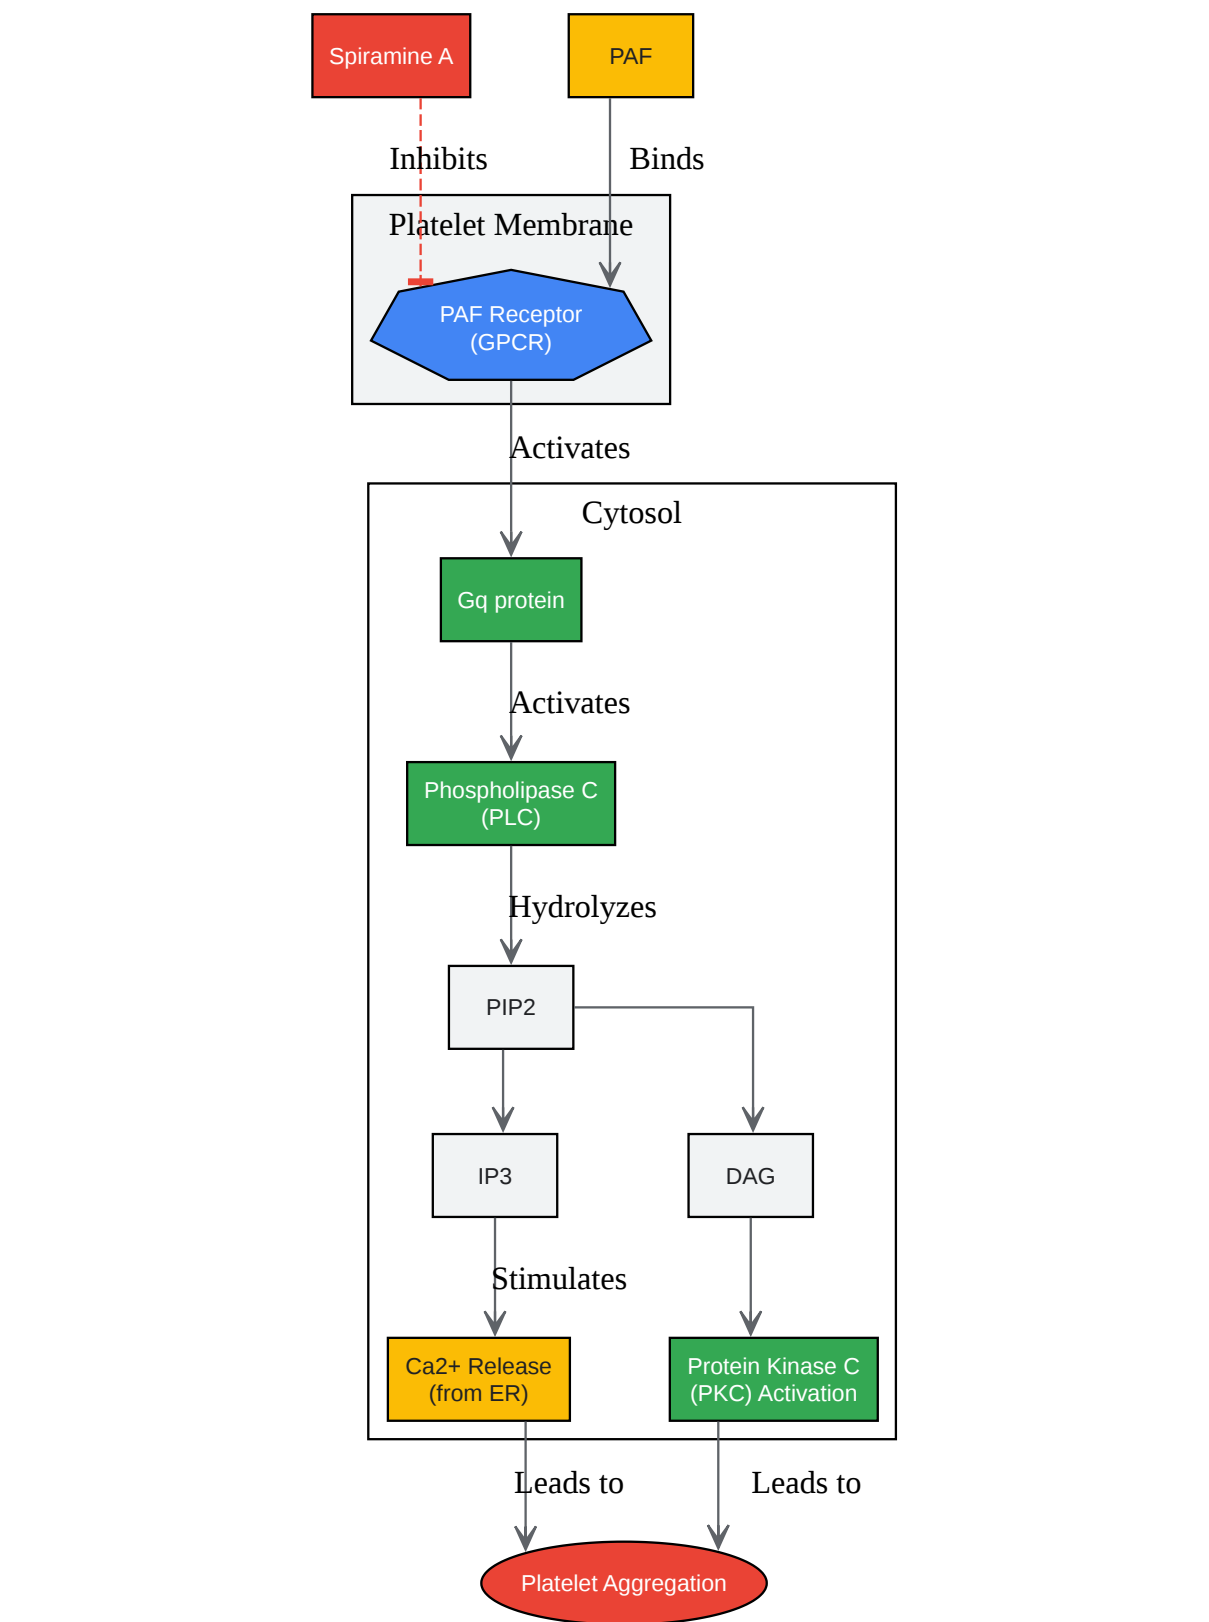 Spiramine A
PAF
Inhibits
Binds
Platelet Membrane
PAF Receptor
(GPCR)
Activates
Cytosol
Gq protein
Activates
Phospholipase C
(PLC)
Hydrolyzes
PIP2
IP3
DAG
Stimulates
Ca2+ Release
(from ER)
Protein Kinase C
(PKC) Activation
Leads to
Leads to
Platelet Aggregation